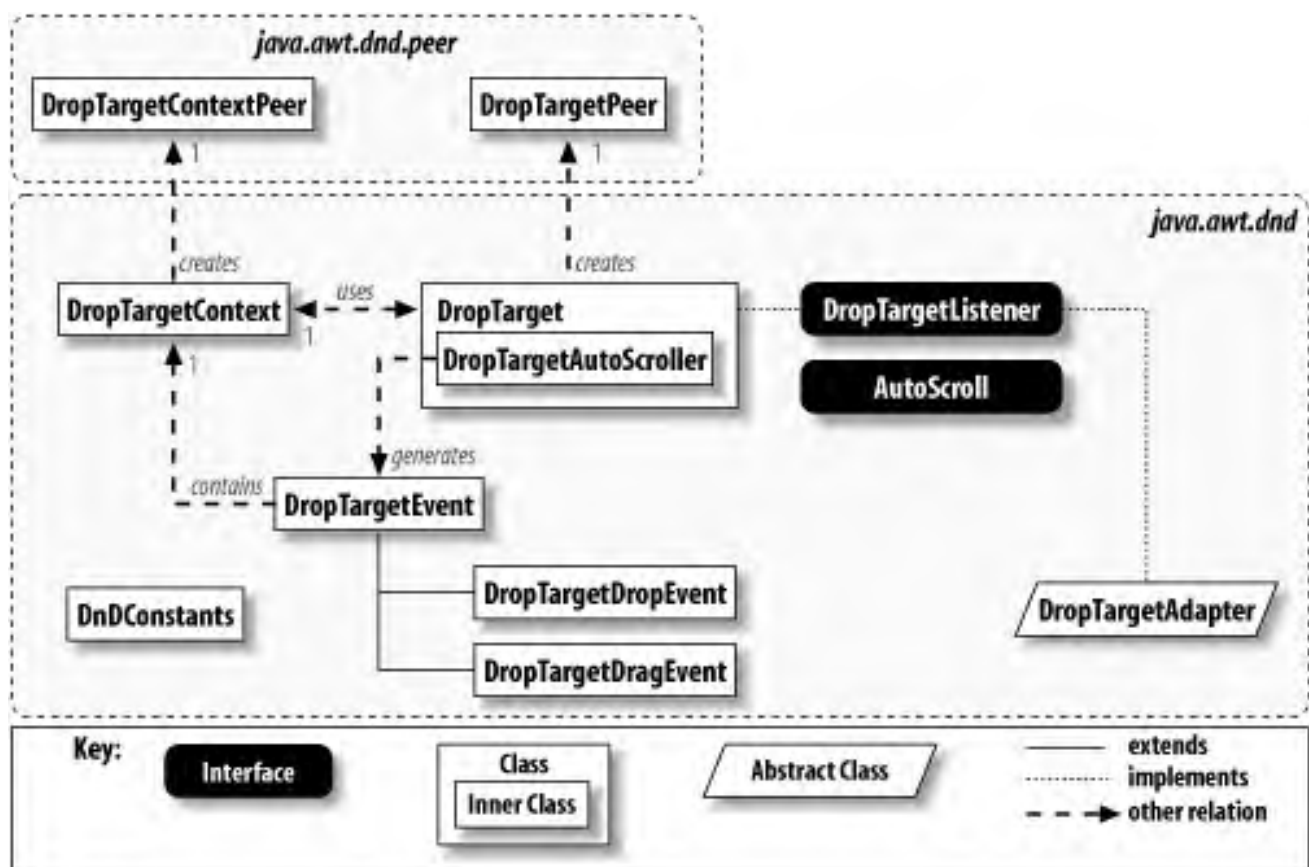 java.awt.dnd.peer
DropTargetContextPeer
DropTargetPeer
1
1
java.awt.dnd
creates
creates
DropTargetContext
uses
1
DropTarget
DropTargetListener
DropTargetAutoScroller
1
AutoScroll
generates
contains
DropTargetEvent
DropTargetDropEvent
DnDConstants
DropTargetAdapter
DropTargetDragEvent
Key:
Interface
Class
Inner Class
Abstract Class
extends
implements
other relation